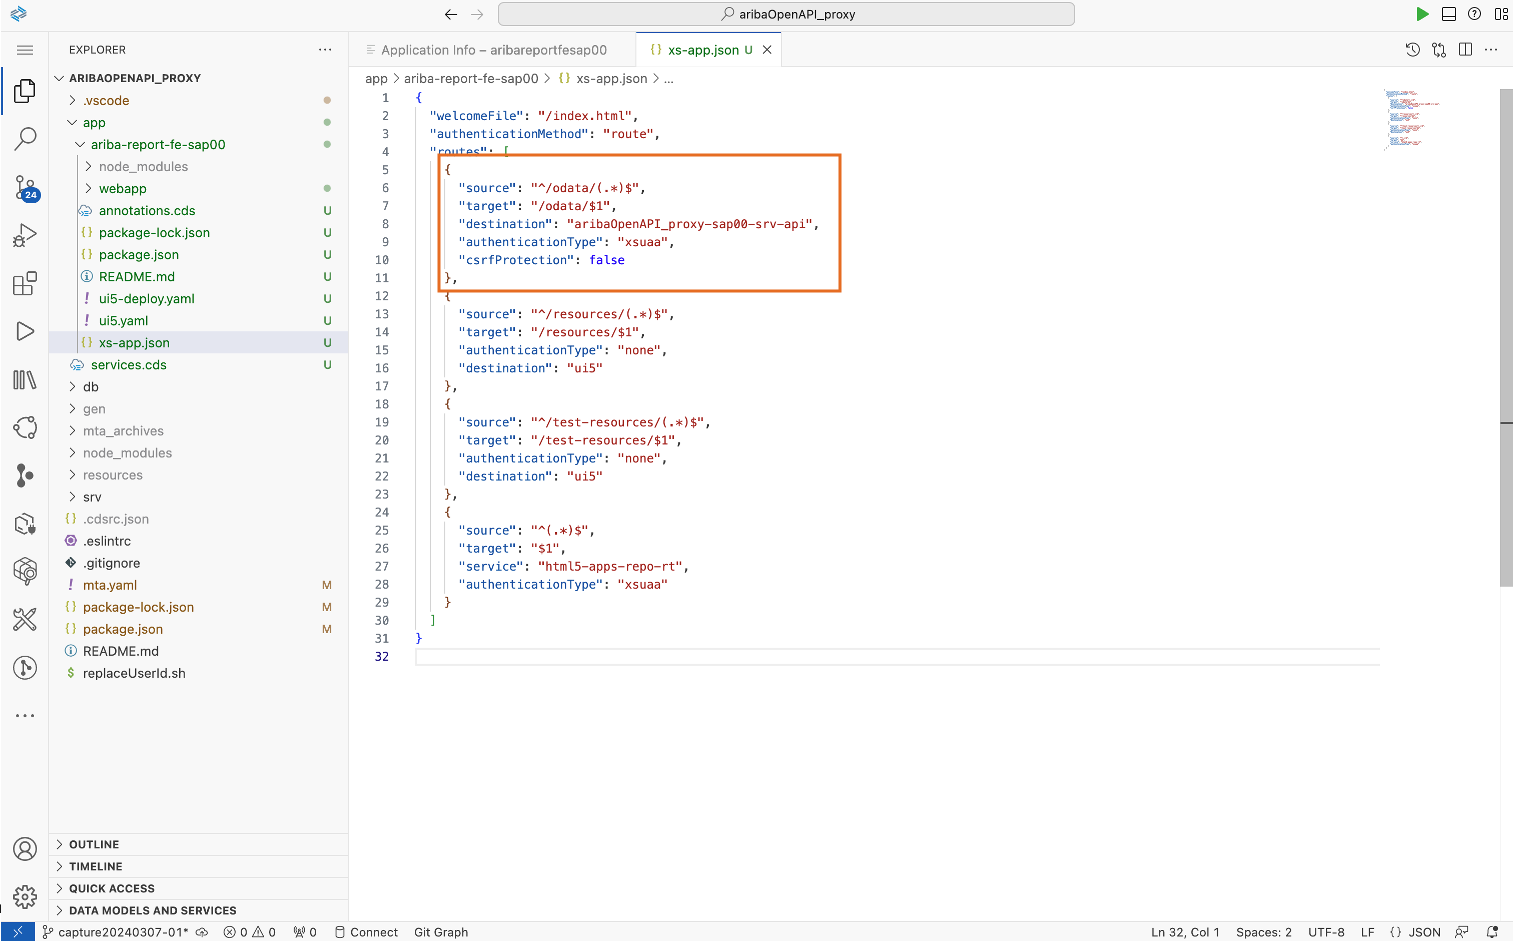 aribaOpenAPI_proxy
EXPLORER
ARIBAOPENAPI_PROXY
.vscode
app
ariba-report-fe-sap00
node_modules
webapp
annotations.cds U
package-lock.json U
package.json U
README.md U
ui5-deploy.yaml U
ui5.yaml U
xs-app.json U
services.cds U
db
gen
mta_archives
node_modules
resources
srv
.cdsrc.json
.eslintrc
.gitignore
mta.yaml M
package-lock.json M
package.json M
README.md
replaceUserId.sh
24
OUTLINE
TIMELINE
QUICK ACCESS
DATA MODELS AND SERVICES
Application Info – aribareportfesap00
xs-app.json U
app > ariba-report-fe-sap00 > {} xs-app.json > ...
1 {
2 "welcomeFile": "/index.html",
3 "authenticationMethod": "route",
4 "routes": [
5 {
6 "source": "^/odata/(.*)$",
7 "target": "/odata/$1",
8 "destination": "aribaOpenAPI_proxy-sap00-srv-api",
9 "authenticationType": "xsuaa",
10 "csrfProtection": false
11 },
12 {
13 "source": "^/resources/(.*)$",
14 "target": "/resources/$1",
15 "authenticationType": "none",
16 "destination": "ui5"
17 },
18 {
19 "source": "^/test-resources/(.*)$",
20 "target": "/test-resources/$1",
21 "authenticationType": "none",
22 "destination": "ui5"
23 },
24 {
25 "source": "^(.*)$",
26 "target": "$1",
27 "service": "html5-apps-repo-rt",
28 "authenticationType": "xsuaa"
29 }
30 ]
31 }
32
capture20240307-01* 0 0 0 Connect Git Graph Ln 32, Col 1 Spaces: 2 UTF-8 LF {} JSON